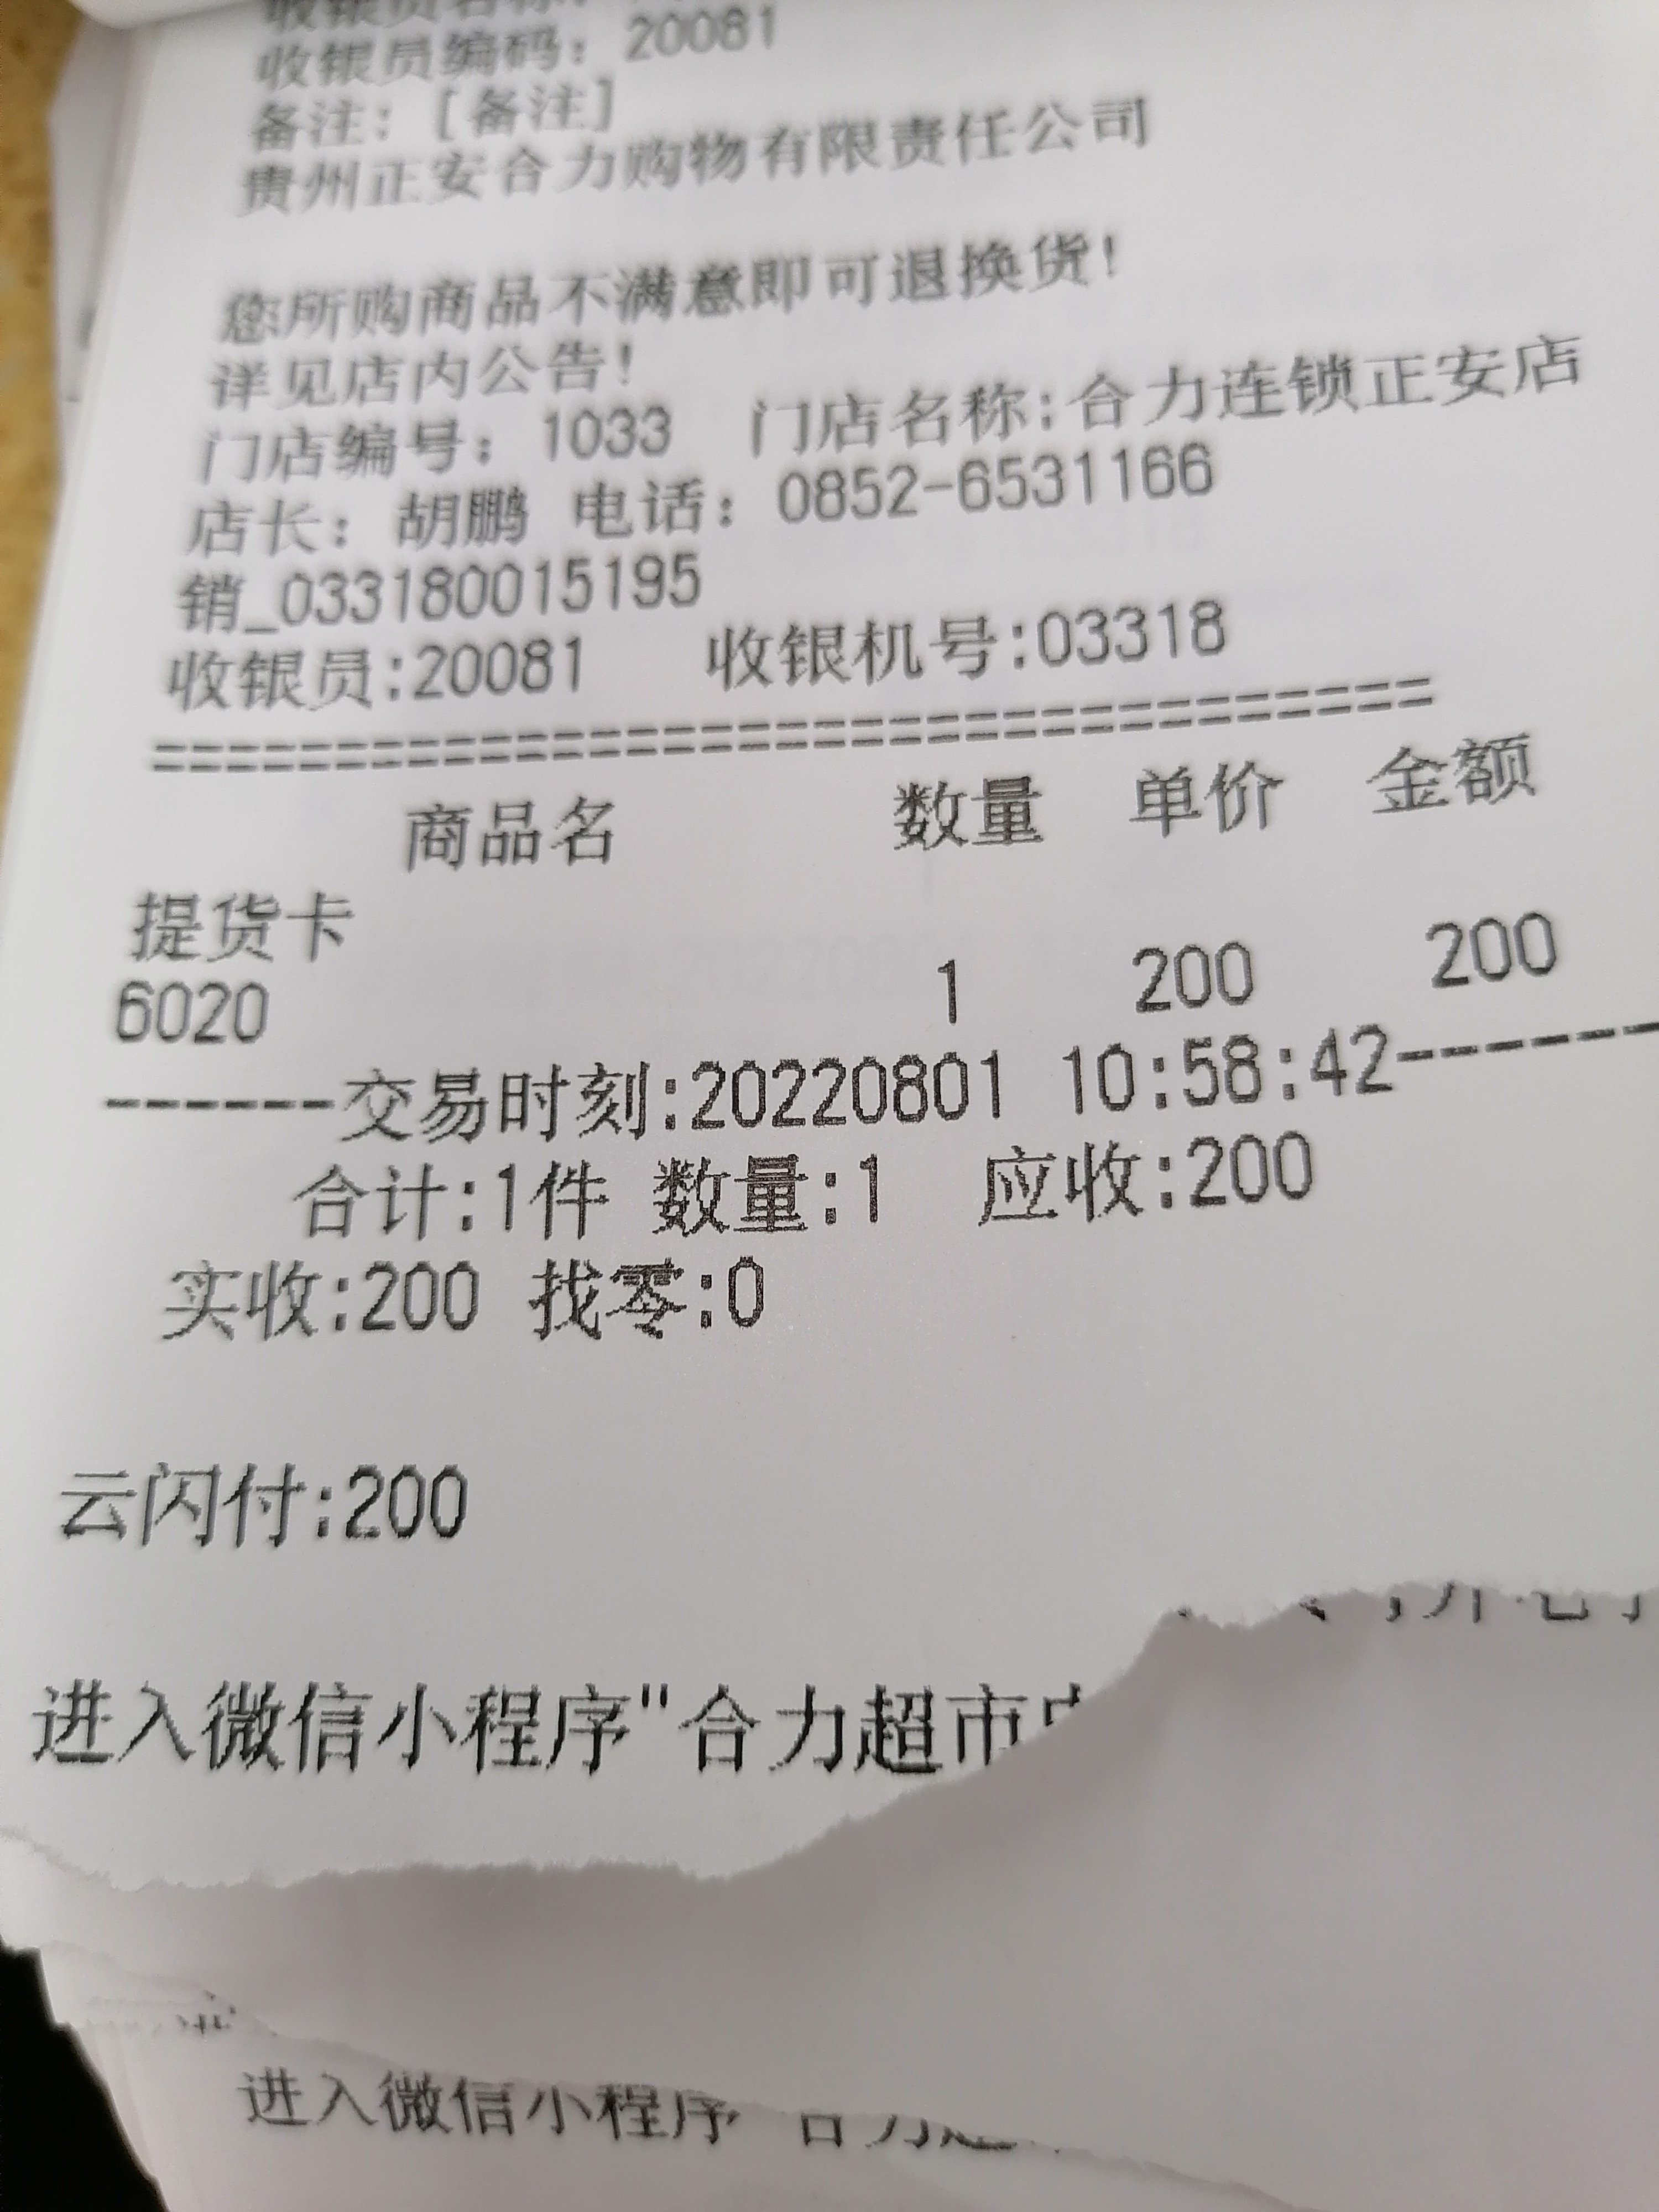 收银员名称:
收银员编码: 20081
备注: [备注]
贵州正安合力购物有限责任公司
您所购商品不满意即可退换货!
详见店内公告!
门店编号: 1033 门店名称:合力连锁正安店
店长: 胡鹏 电话: 0852-6531166
销_033180015195
收银员:20081 收银机号:03318
===================================
商品名 数量 单价 金额
提货卡
6020 1 200 200
------交易时刻:20220801 10:58:42------
合计:1件 数量:1 应收:200
实收:200 找零:0
云闪付:200
进入微信小程序"合力超市
进入微信小程序